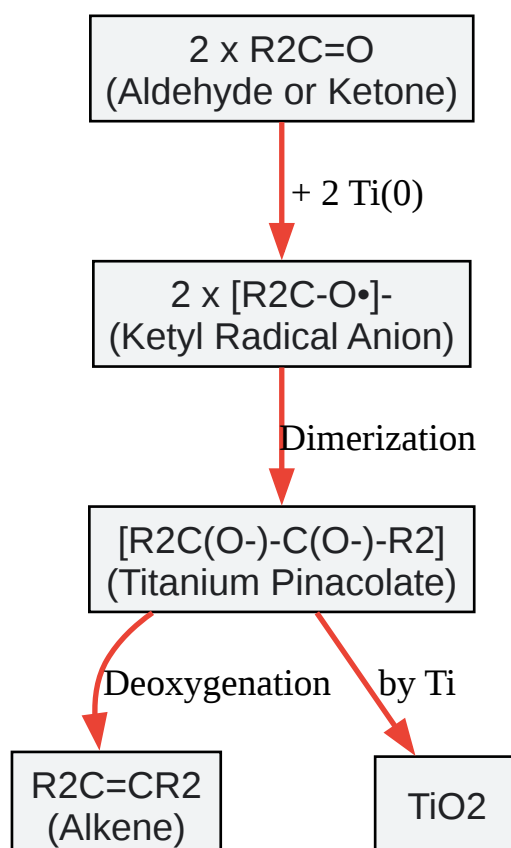 2 x R2C=O
(Aldehyde or Ketone)
+ 2 Ti(0)
2 x [R2C-O•]-
(Ketyl Radical Anion)
Dimerization
[R2C(O-)-C(O-)-R2]
(Titanium Pinacolate)
Deoxygenation
by Ti
R2C=CR2
(Alkene)
TiO2